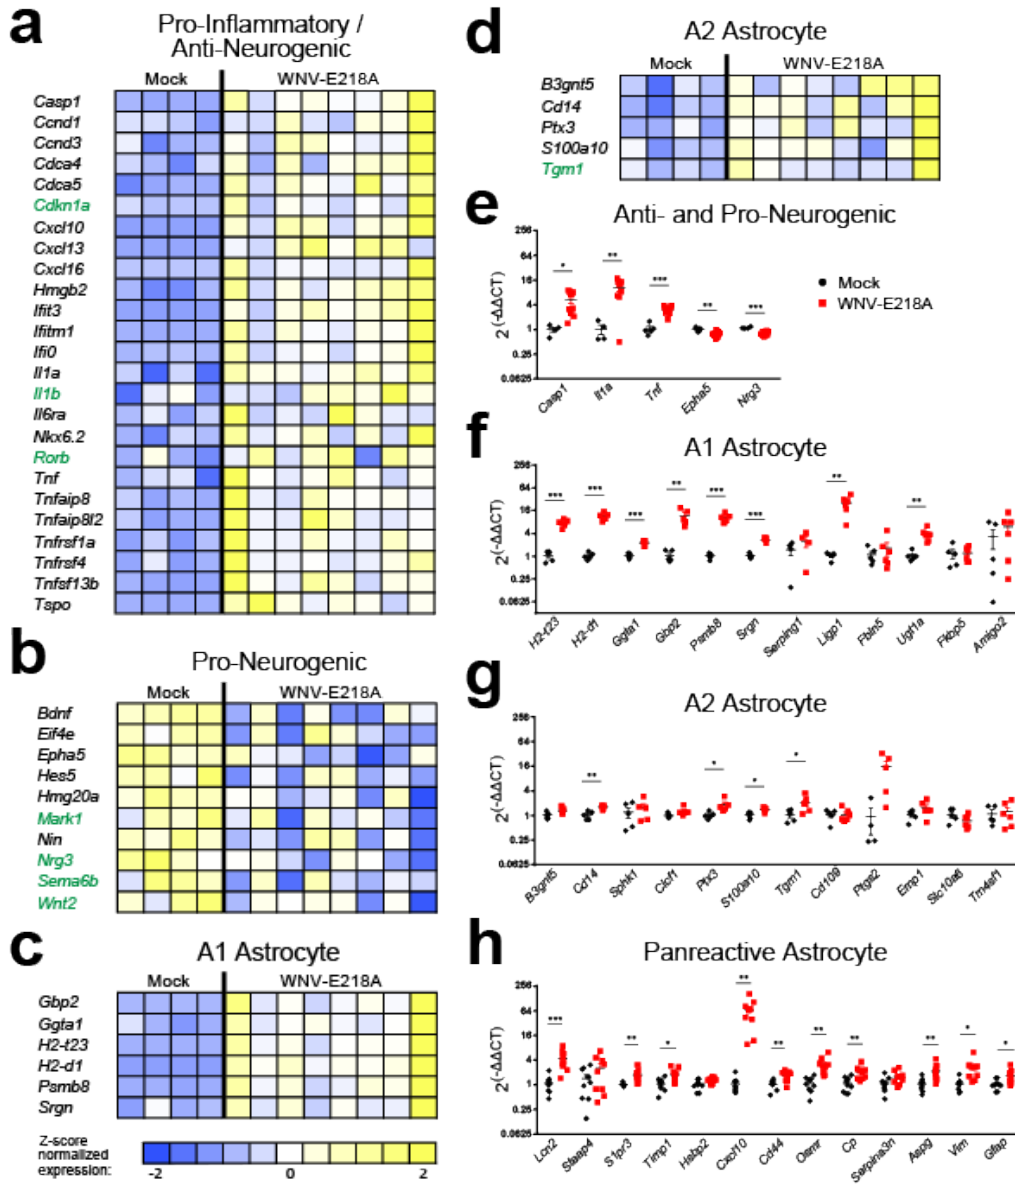 a
Pro-Inflammatory /
Anti-Neurogenic
Mock WNV-E218A
Casp1
Ccnd1
Ccnd3
Cdca4
Cdca5
Cdkn1a
Cxcl10
Cxcl13
Cxcl16
Hmgb2
Ifit3
Ifitm1
Ifi0
Il1a
Il1b
Il6ra
Nkx6.2
Rorb
Tnf
Tnfaip8
Tnfaip8l2
Tnfrsf1a
Tnfrsf4
Tnfsf13b
Tspo
b
Pro-Neurogenic
Mock WNV-E218A
Bdnf
Eif4e
Epha5
Hes5
Hmg20a
Mark1
Nin
Nrg3
Sema6b
Wnt2
c
A1 Astrocyte
Mock WNV-E218A
Gbp2
Ggta1
H2-t23
H2-d1
Psmb8
Srgn
Z-score
normalized
expression:
-2 0 2
d
A2 Astrocyte
Mock WNV-E218A
B3gnt5
Cd14
Ptx3
S100a10
Tgm1
e
Anti- and Pro-Neurogenic
2(-ΔΔCT)
256
64
16
4
1
0.25
0.0625
* ** *** ** ***
Mock
WNV-E218A
Casp1 Il1a Tnf Epha5 Nrg3
f
A1 Astrocyte
2(-ΔΔCT)
256
64
16
4
1
0.25
0.0625
*** *** *** ** *** *** ** **
H2-t23 H2-d1 Ggta1 Gbp2 Psmb8 Srgn Serping1 Ligp1 Fbln5 Ugt1a Fkbp5 Amigo2
g
A2 Astrocyte
2(-ΔΔCT)
256
64
16
4
1
0.25
0.0625
** * * *
B3gnt5 Cd14 Sphk1 Clcf1 Ptx3 S100a10 Tgm1 Cd109 Ptgs2 Emp1 Slc10a6 Tm4sf1
h
Panreactive Astrocyte
2(-ΔΔCT)
256
64
16
4
1
0.25
0.0625
*** ** * ** ** ** ** ** * *
Lcn2 Steap4 S1pr3 Timp1 Hsbp2 Cxcl10 Cd44 Osmr Cp Serpina3n Aspg Vim Gfap